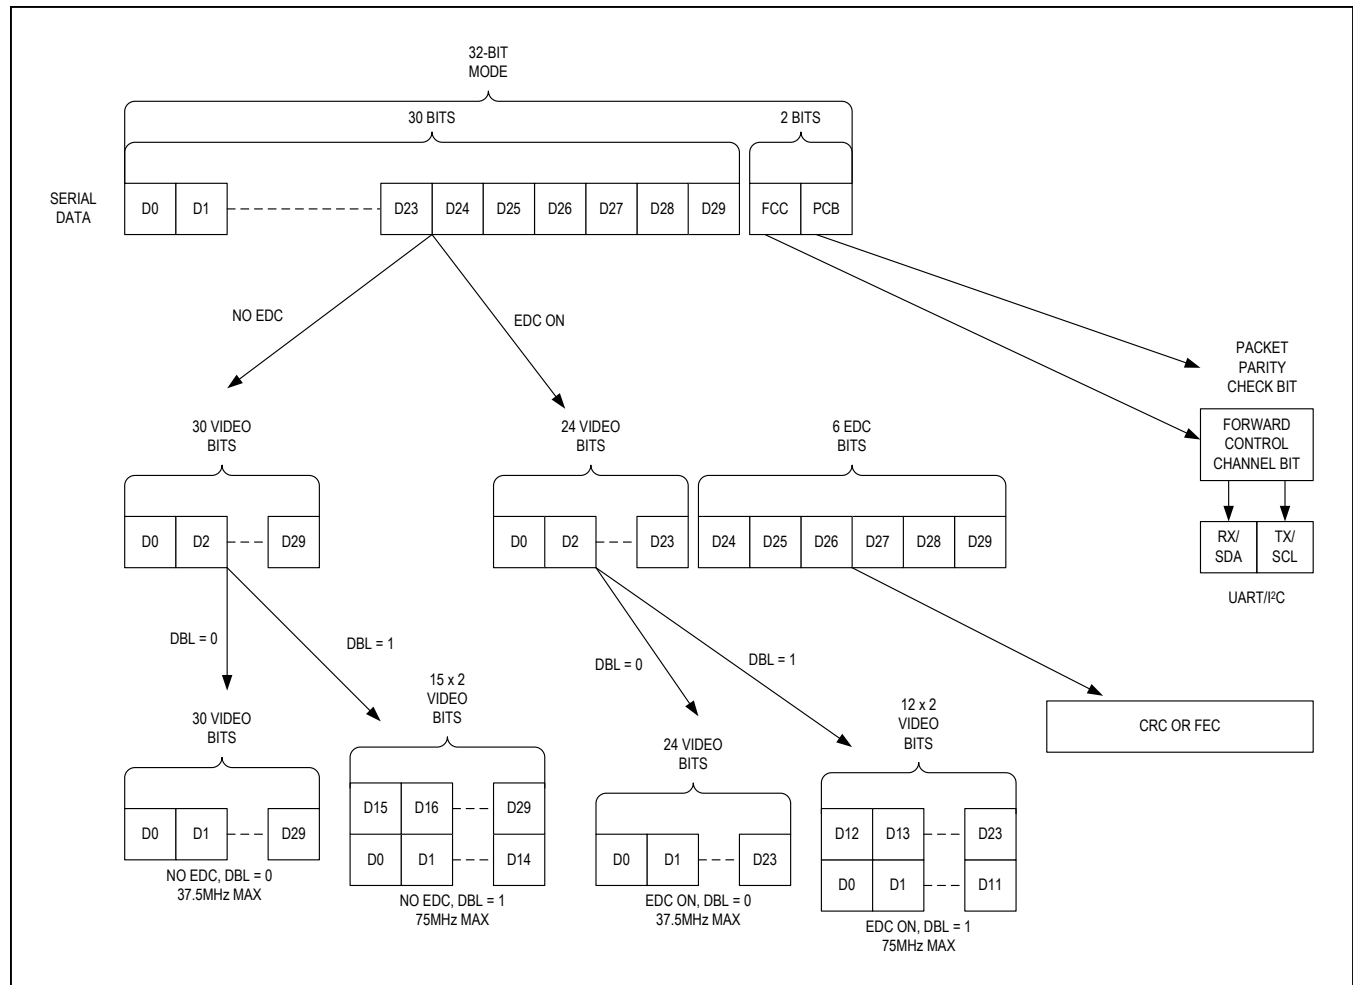 32-BIT
MODE
30 BITS
2 BITS
SERIAL
DATA
D0 D1 D23 D24 D25 D26 D27 D28 D29 FCC PCB
NO EDC
EDC ON
PACKET
PARITY
CHECK BIT
30 VIDEO
BITS
24 VIDEO
BITS
6 EDC
BITS
FORWARD
CONTROL
CHANNEL BIT
D0 D2 D29
D0 D2 D23
D24 D25 D26 D27 D28 D29
RX/
SDA
TX/
SCL
UART/I²C
DBL = 0
DBL = 1
DBL = 0
DBL = 1
30 VIDEO
BITS
15 x 2
VIDEO
BITS
24 VIDEO
BITS
12 x 2
VIDEO
BITS
CRC OR FEC
D0 D1 D29
NO EDC, DBL = 0
37.5MHz MAX
D15 D16 D29
D0 D1 D14
NO EDC, DBL = 1
75MHz MAX
D0 D1 D23
EDC ON, DBL = 0
37.5MHz MAX
D12 D13 D23
D0 D1 D11
EDC ON, DBL = 1
75MHz MAX